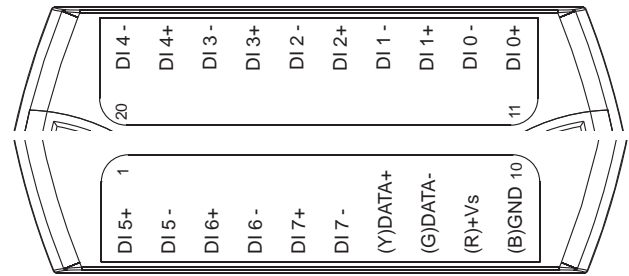 DI 4 -
DI 4+
DI 3 -
DI 3+
DI 2 -
DI 2+
DI 1 -
DI 1+
DI 0 -
DI 0+
20
11
1
10
DI 5+
DI 5 -
DI 6+
DI 6 -
DI 7+
DI 7 -
(Y)DATA+
(G)DATA-
(R)+Vs
(B)GND